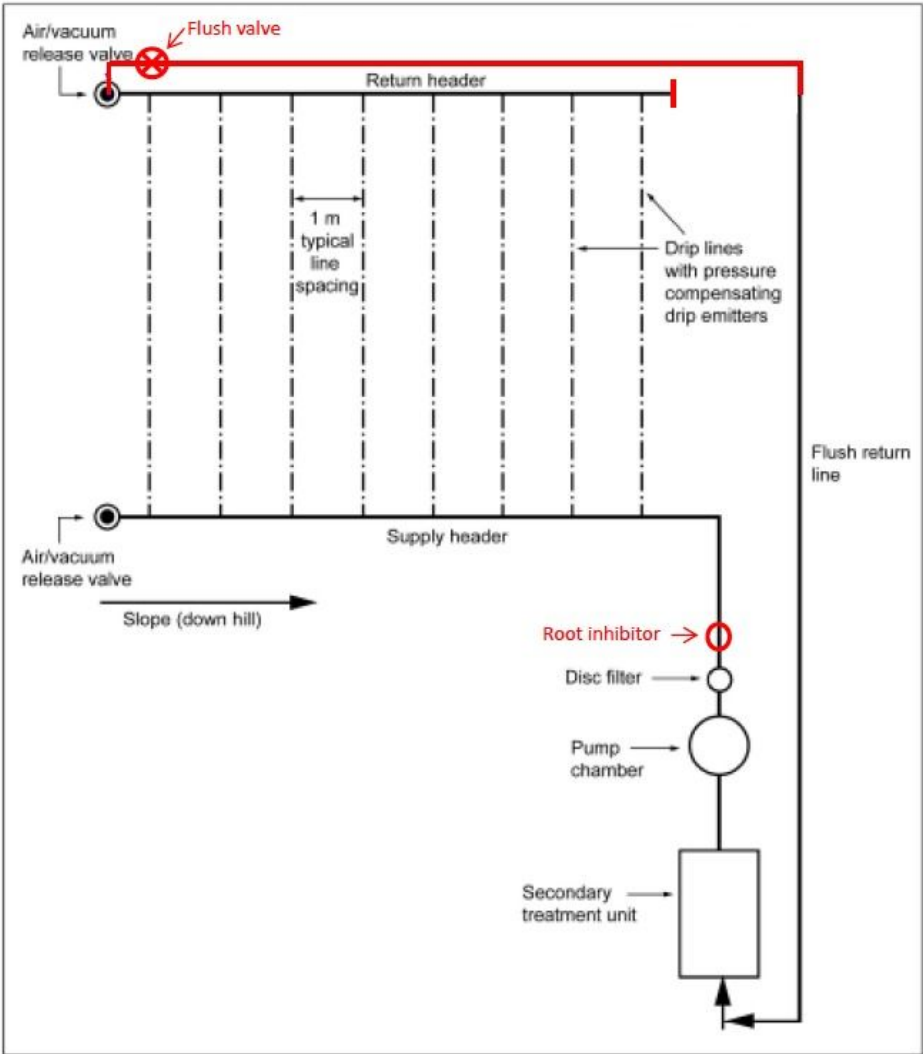 Air/vacuum
release valve
Flush valve
Return header
1 m
typical
line
spacing
Drip lines
with pressure
compensating
drip emitters
Flush return
line
Supply header
Air/vacuum
release valve
Slope (down hill)
Root inhibitor
Disc filter
Pump
chamber
Secondary
treatment unit